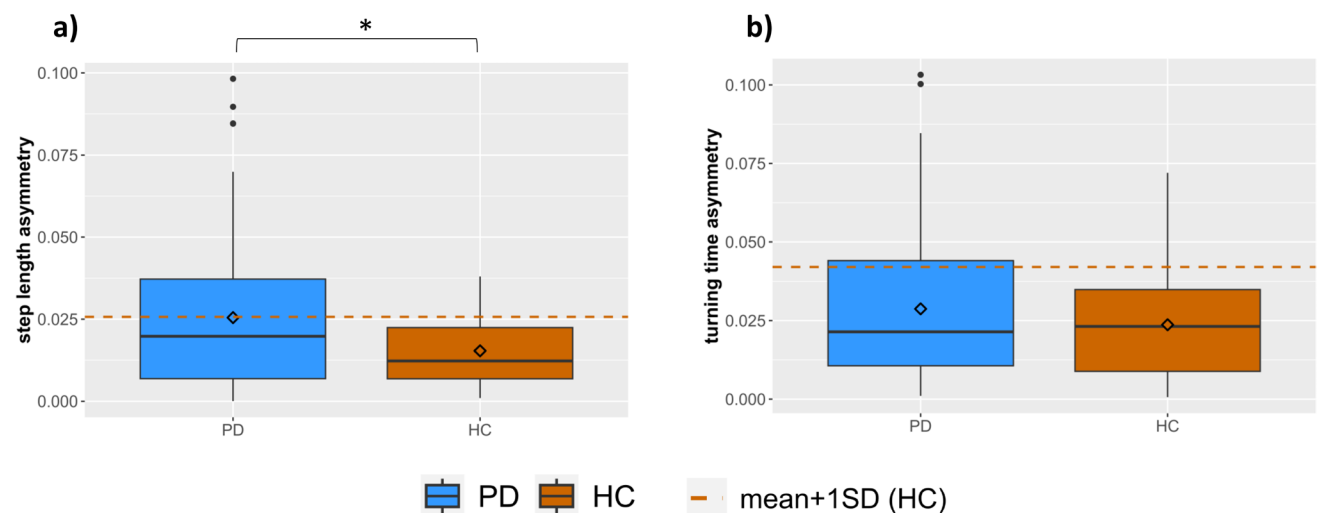 a)
*
step length asymmetry
0.100
0.075
0.050
0.025
0.000
PD
HC
b)
turning time asymmetry
0.100
0.075
0.050
0.025
0.000
PD
HC
PD
HC
mean+1SD (HC)